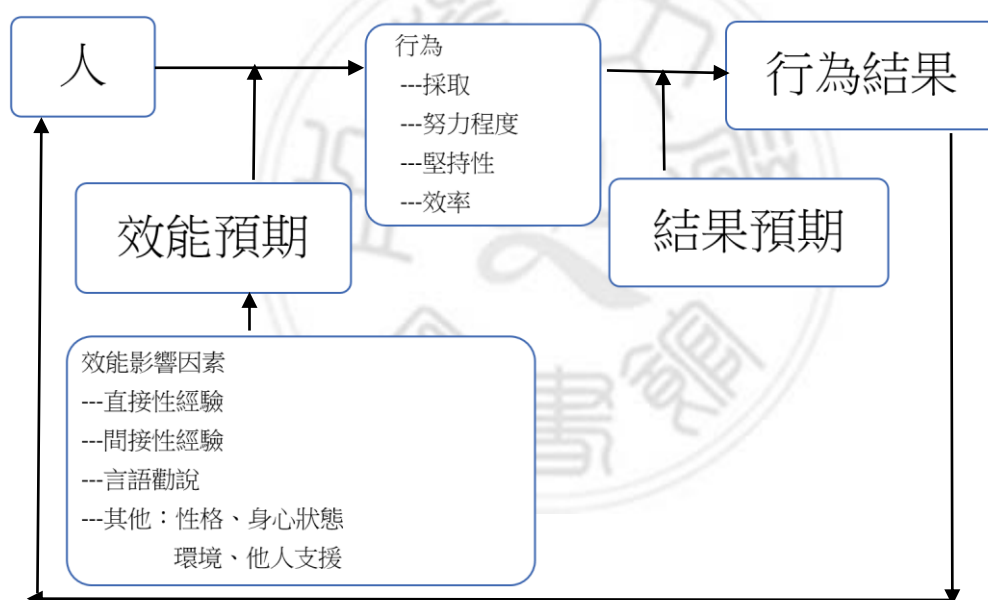 人
行為
---採取
---努力程度
---堅持性
---效率
行為結果
效能預期
結果預期
效能影響因素
---直接性經驗
---間接性經驗
---言語勸說
---其他：性格、身心狀態
環境、他人支援